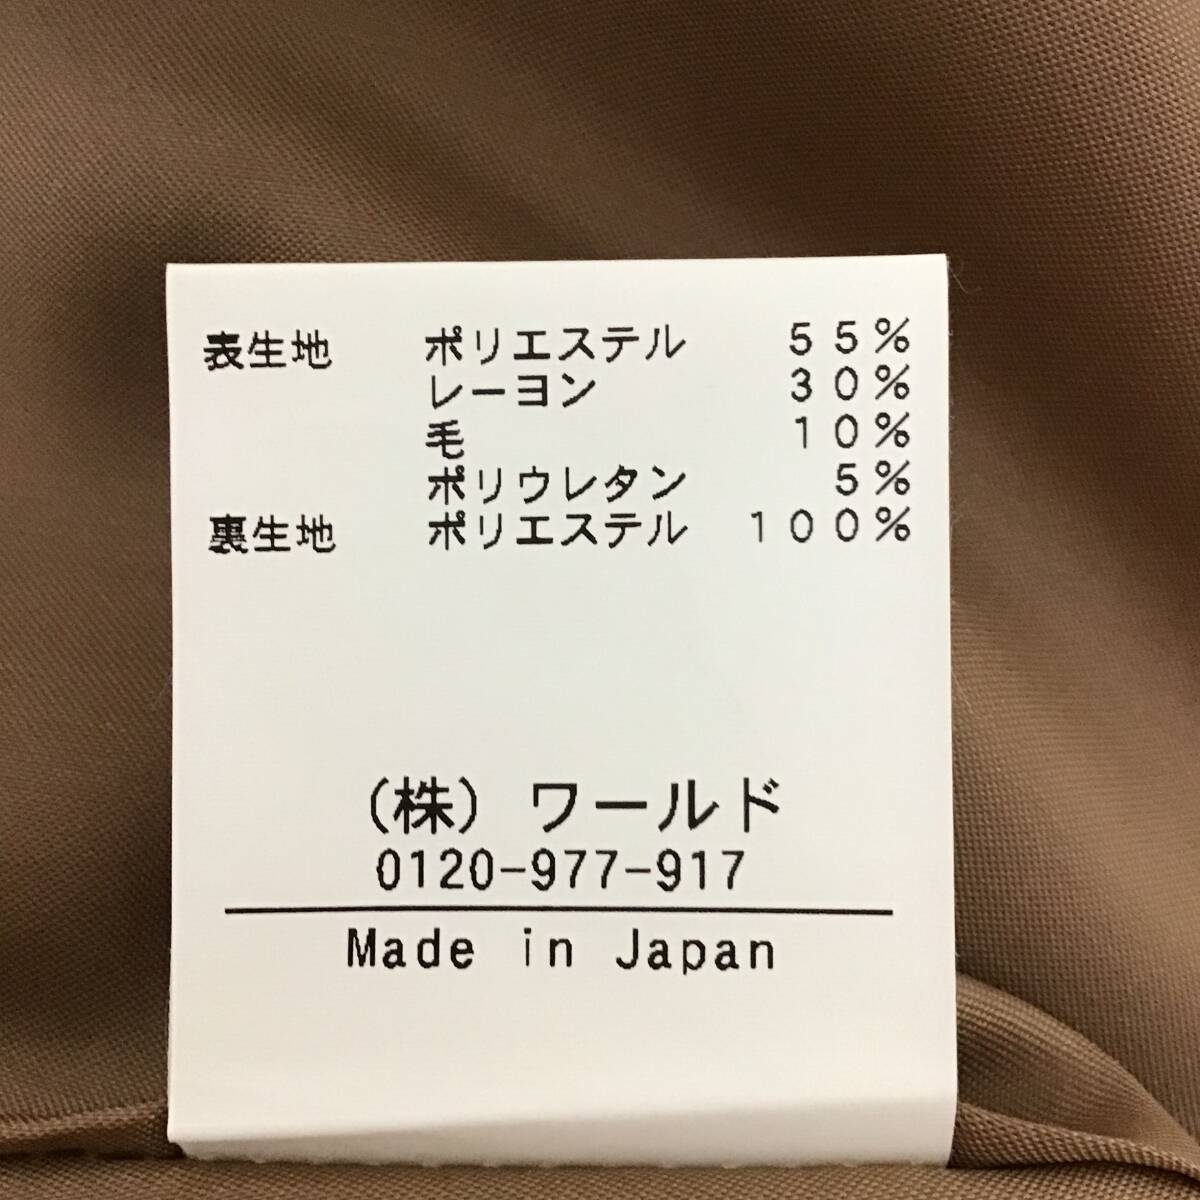 表生地 ポリエステル 55%
レーヨン 30%
毛 10%
ポリウレタン 5%
裏生地 ポリエステル 100%
(株) ワールド
0120-977-917
Made in Japan